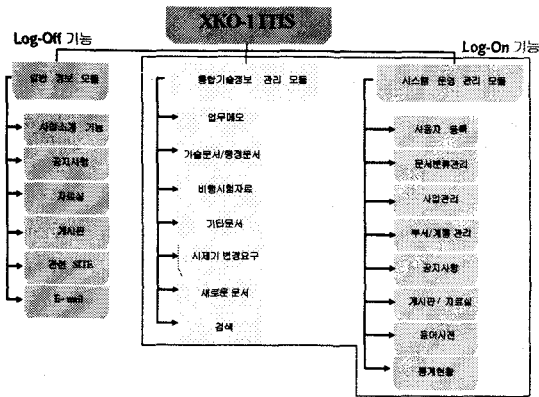 XKO-1 ITIS
Log-Off 기능
Log-On 기능
일반 정보 모듈
사업소개 기능
공지사항
자료실
게시판
관련 SITE
E-mail
통합기술정보 관리 모듈
업무메모
기술문서/행정문서
비행시험자료
기타문서
시제기 변경요구
새로운 문서
검색
시스템 운영 관리 모듈
사용자 등록
문서분류관리
사업관리
부서/계통 관리
공지사항
게시판/ 자료실
용어사전
통계현황